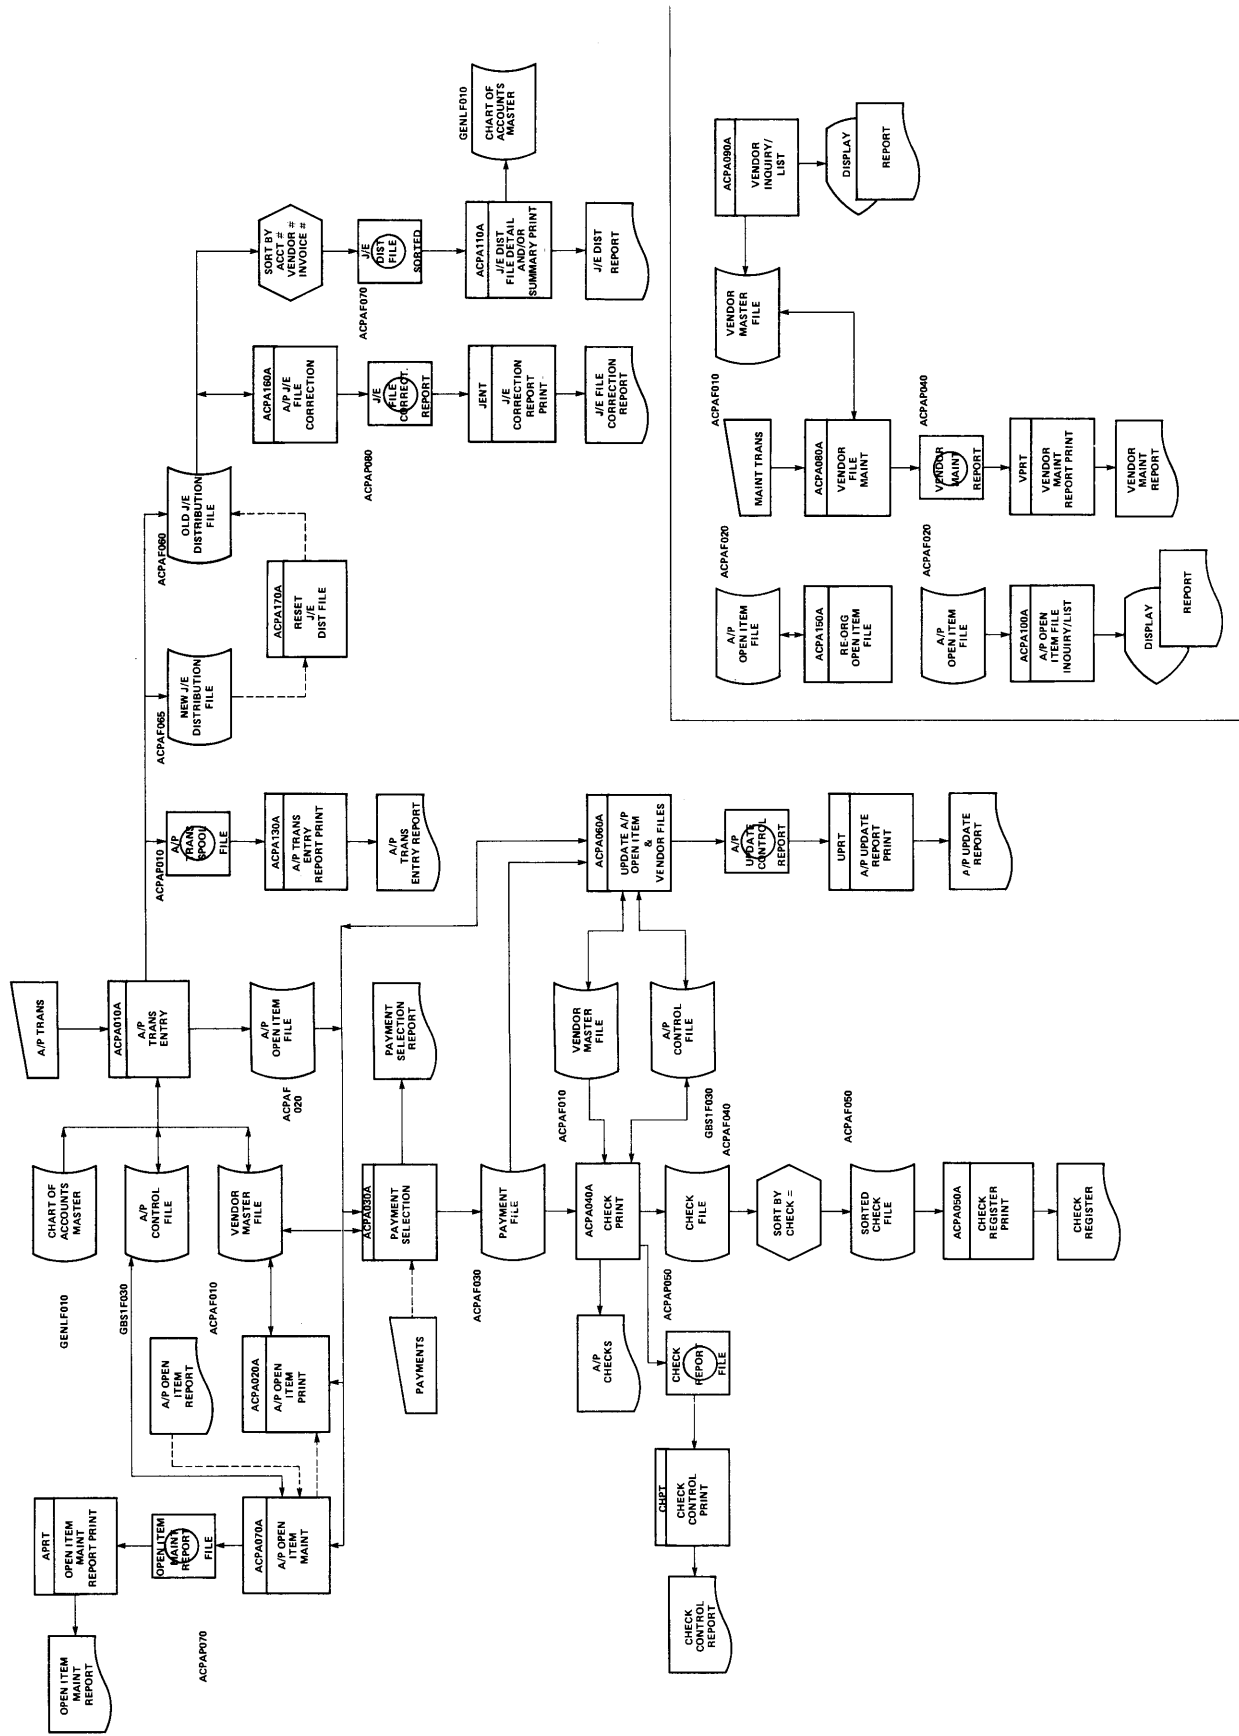 OPEN ITEM
MAINT
REPORT
APRT
OPEN ITEM
MAINT
REPORT PRINT
ACPAP070
OPEN ITEM
MAINT
REPORT
FILE
ACPA070A
A/P OPEN
ITEM
MAINT
A/P OPEN
ITEM
REPORT
ACPA020A
A/P OPEN
ITEM
PRINT
GENLF010
CHART OF
ACCOUNTS
MASTER
GBS1F030
A/P
CONTROL
FILE
ACPAF010
VENDOR
MASTER
FILE
A/P TRANS
ACPA010A
A/P
TRANS
ENTRY
ACPAF
020
A/P
OPEN ITEM
FILE
PAYMENTS
ACPA030A
PAYMENT
SELECTION
PAYMENT
SELECTION
REPORT
ACPAF030
PAYMENT
FILE
ACPA040A
CHECK
PRINT
A/P
CHECKS
ACPAP050
CHECK
REPORT
FILE
CHPT
CHECK
CONTROL
PRINT
CHECK
CONTROL
REPORT
ACPAF040
CHECK
FILE
SORT BY
CHECK =
ACPAF050
SORTED
CHECK
FILE
ACPA050A
CHECK
REGISTER
PRINT
CHECK
REGISTER
ACPAF010
VENDOR
MASTER
FILE
GBS1F030
A/P
CONTROL
FILE
ACPA060A
UPDATE A/P
OPEN ITEM
&
VENDOR FILES
A/P
UPDATE
CONTROL
REPORT
UPRT
A/P UPDATE
REPORT
PRINT
A/P UPDATE
REPORT
ACPAP010
A/P
TRANS
SPOOL
FILE
ACPA130A
A/P TRANS
ENTRY
REPORT PRINT
A/P
TRANS
ENTRY REPORT
ACPAF065
NEW J/E
DISTRIBUTION
FILE
ACPA170A
RESET
J/E
DIST FILE
ACPAF060
OLD J/E
DISTRIBUTION
FILE
ACPA160A
A/P J/E
FILE
CORRECTION
ACPAP080
J/E
FILE
CORRECT.
REPORT
JENT
J/E
CORRECTION
REPORT
PRINT
J/E FILE
CORRECTION
REPORT
SORT BY
ACCT #
VENDOR #
INVOICE #
ACPAF070
J/E
DIST
FILE
SORTED
ACPA110A
J/E DIST
FILE DETAIL
AND/OR
SUMMARY PRINT
J/E DIST
REPORT
GENLF010
CHART OF
ACCOUNTS
MASTER
ACPAF020
A/P
OPEN ITEM
FILE
ACPA150A
RE-ORG
OPEN ITEM
FILE
ACPAF020
A/P
OPEN ITEM
FILE
ACPA100A
A/P OPEN
ITEM FILE
INQUIRY/LIST
DISPLAY
REPORT
MAINT TRANS
ACPA080A
VENDOR
FILE
MAINT
ACPAP040
VENDOR
MAINT
REPORT
VPRT
VENDOR
MAINT
REPORT PRINT
VENDOR
MAINT
REPORT
ACPAF010
VENDOR
MASTER
FILE
ACPA090A
VENDOR
INQUIRY/
LIST
DISPLAY
REPORT